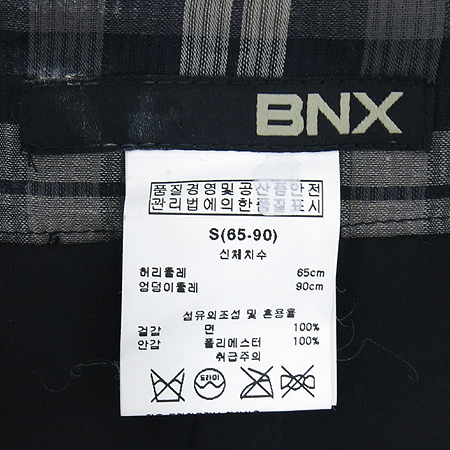 BNX
품질경영및공산품안전
관리법에의한품질표시
S(65-90)
신체치수
허리둘레 65cm
엉덩이둘레 90cm
섬유의조성 및 혼용율
겉감 면 100%
안감 폴리에스터 100%
취급주의
드라이